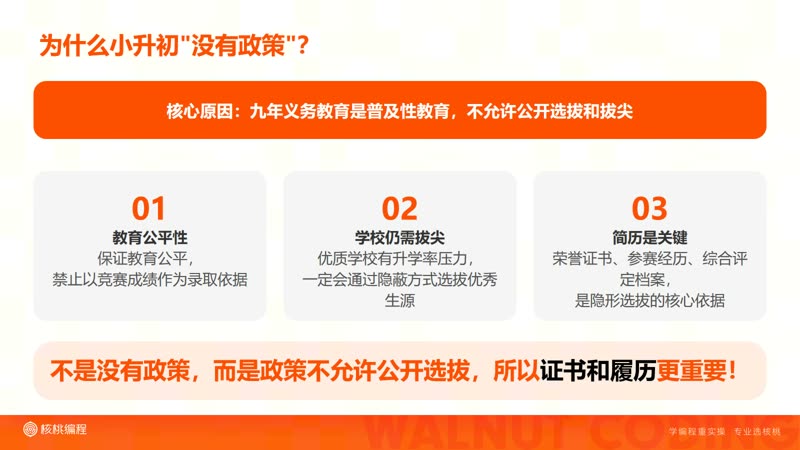 为什么小升初"没有政策"?
核心原因：九年义务教育是普及性教育，不允许公开选拔和拔尖
01
教育公平性
保证教育公平，
禁止以竞赛成绩作为录取依据
02
学校仍需拔尖
优质学校有升学率压力，
一定会通过隐蔽方式选拔优秀
生源
03
简历是关键
荣誉证书、参赛经历、综合评
定档案，
是隐形选拔的核心依据
不是没有政策，而是政策不允许公开选拔，所以证书和履历更重要！
核桃编程
WALNUT CODING
学编程重实操 专业选核桃